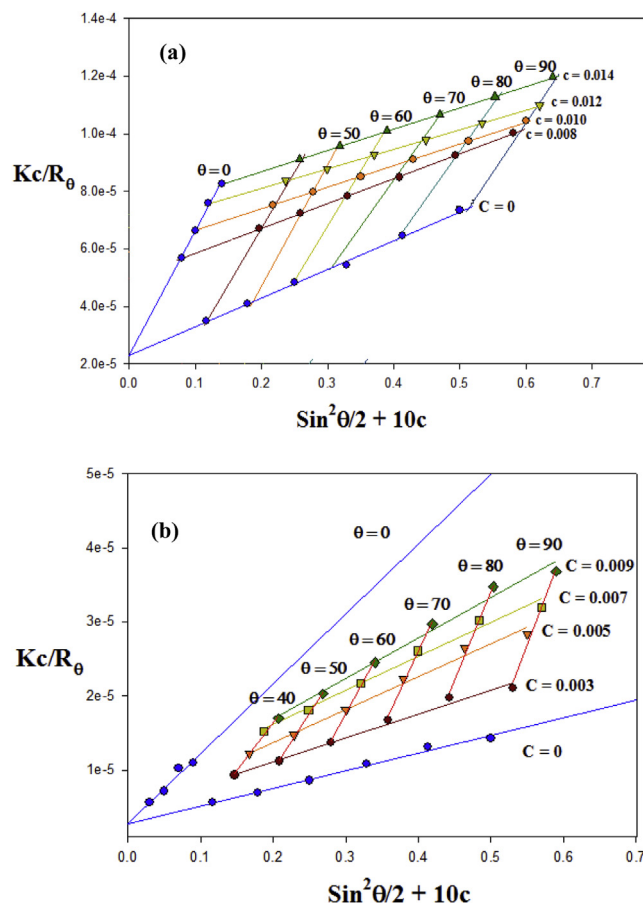 (a)
1.4e-4
1.2e-4
1.0e-4
8.0e-5
6.0e-5
4.0e-5
2.0e-5
Kc/Rθ
θ=0
θ=50
θ=60
θ=70
θ=80
θ=90
c = 0.014
c = 0.012
c = 0.010
c = 0.008
C = 0
0.0 0.1 0.2 0.3 0.4 0.5 0.6 0.7
Sin²θ/2 + 10c
(b)
5e-5
4e-5
3e-5
2e-5
1e-5
Kc/Rθ
θ=0
θ=40
θ=50
θ=60
θ=70
θ=80
θ=90
C = 0.009
C = 0.007
C = 0.005
C = 0.003
C = 0
0.0 0.1 0.2 0.3 0.4 0.5 0.6 0.7
Sin²θ/2 + 10c